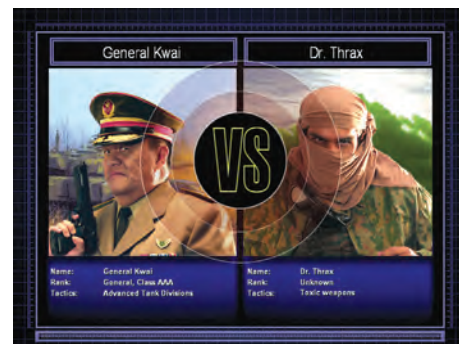 General Kwai
Dr. Thrax
VS
Name: General Kwai
Rank: General, Class AAA
Tactics: Advanced Tank Divisions
Name: Dr. Thrax
Rank: Unknown
Tactics: Toxic weapons